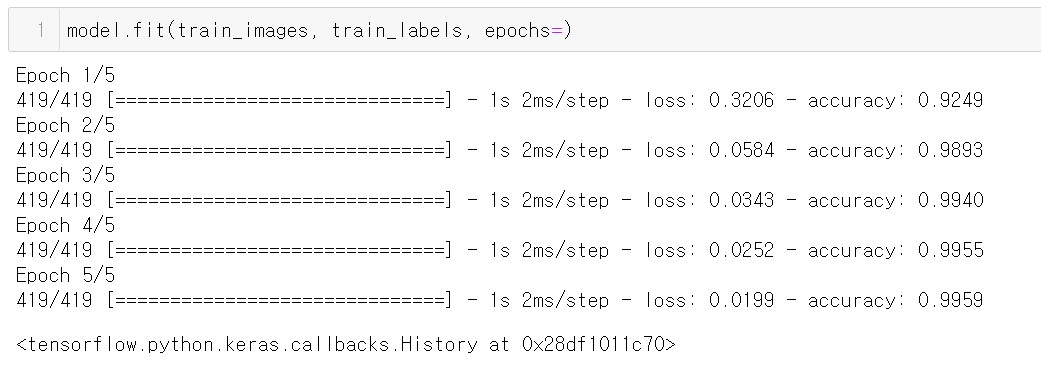 1 model.fit(train_images, train_labels, epochs=)
Epoch 1/5
419/419 [==============================] - 1s 2ms/step - loss: 0.3206 - accuracy: 0.9249
Epoch 2/5
419/419 [==============================] - 1s 2ms/step - loss: 0.0584 - accuracy: 0.9893
Epoch 3/5
419/419 [==============================] - 1s 2ms/step - loss: 0.0343 - accuracy: 0.9940
Epoch 4/5
419/419 [==============================] - 1s 2ms/step - loss: 0.0252 - accuracy: 0.9955
Epoch 5/5
419/419 [==============================] - 1s 2ms/step - loss: 0.0199 - accuracy: 0.9959
<tensorflow.python.keras.callbacks.History at 0x28df1011c70>